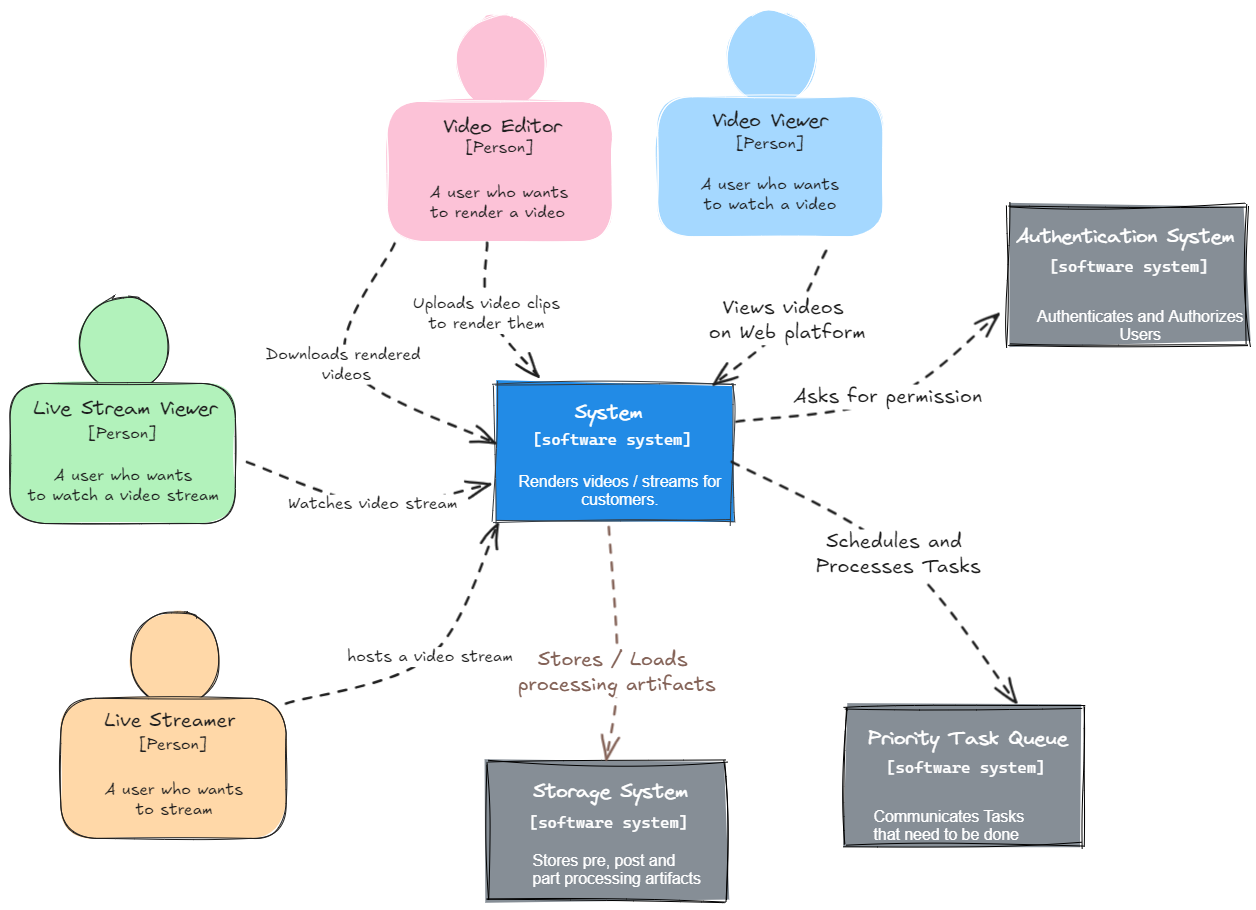 Video Editor
[Person]
A user who wants
to render a video
Video Viewer
[Person]
A user who wants
to watch a video
Authentication System
[software system]
Authenticates and Authorizes
Users
Uploads video clips
to render them
Views videos
on Web platform
Downloads rendered
videos
Asks for permission
Live Stream Viewer
[Person]
A user who wants
to watch a video stream
System
[software system]
Renders videos / streams for
customers.
Watches video stream
Schedules and
Processes Tasks
hosts a video stream
Stores / Loads
processing artifacts
Live Streamer
[Person]
A user who wants
to stream
Storage System
[software system]
Stores pre, post and
part processing artifacts
Priority Task Queue
[software system]
Communicates Tasks
that need to be done